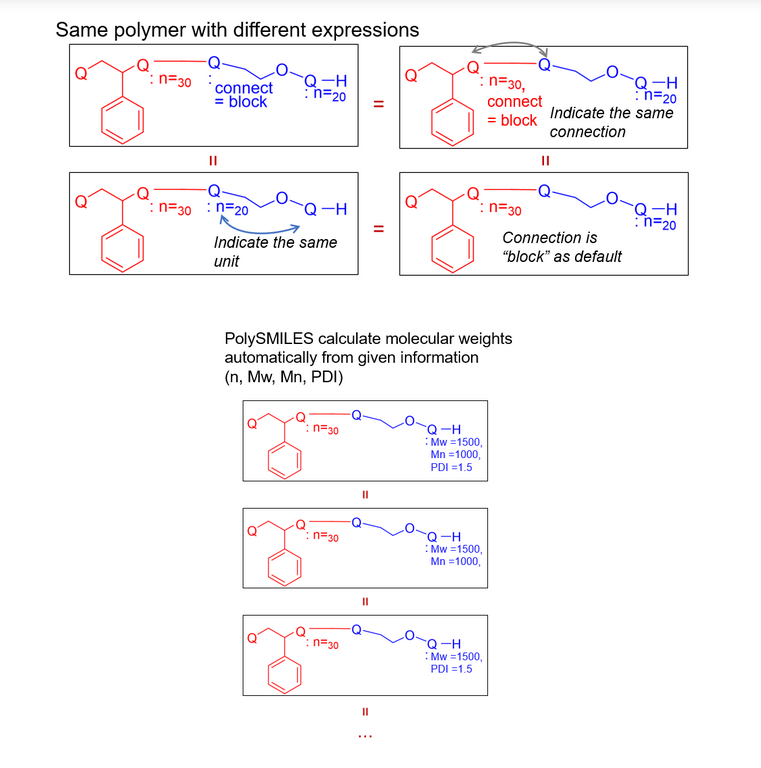 Same polymer with different expressions
Q Q Q O Q —H
: n=30 : connect = block : n=20
=
Q Q Q O Q —H
: n=30, connect = block : n=20
Indicate the same
connection
=
=
Q Q Q O Q —H
: n=30 : n=20
Indicate the same
unit
=
Q Q Q O Q —H
: n=30 : n=20
Connection is
“block” as default
PolySMILES calculate molecular weights
automatically from given information
(n, Mw, Mn, PDI)
Q Q Q O Q —H
: n=30 : Mw =1500,
Mn =1000,
PDI =1.5
=
Q Q Q O Q —H
: n=30 : Mw =1500,
Mn =1000,
=
Q Q Q O Q —H
: n=30 : Mw =1500,
PDI =1.5
=
...